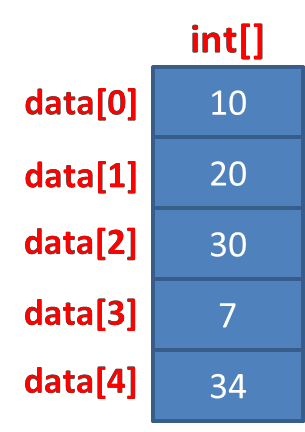 int[]
data[0] 10
data[1] 20
data[2] 30
data[3] 7
data[4] 34